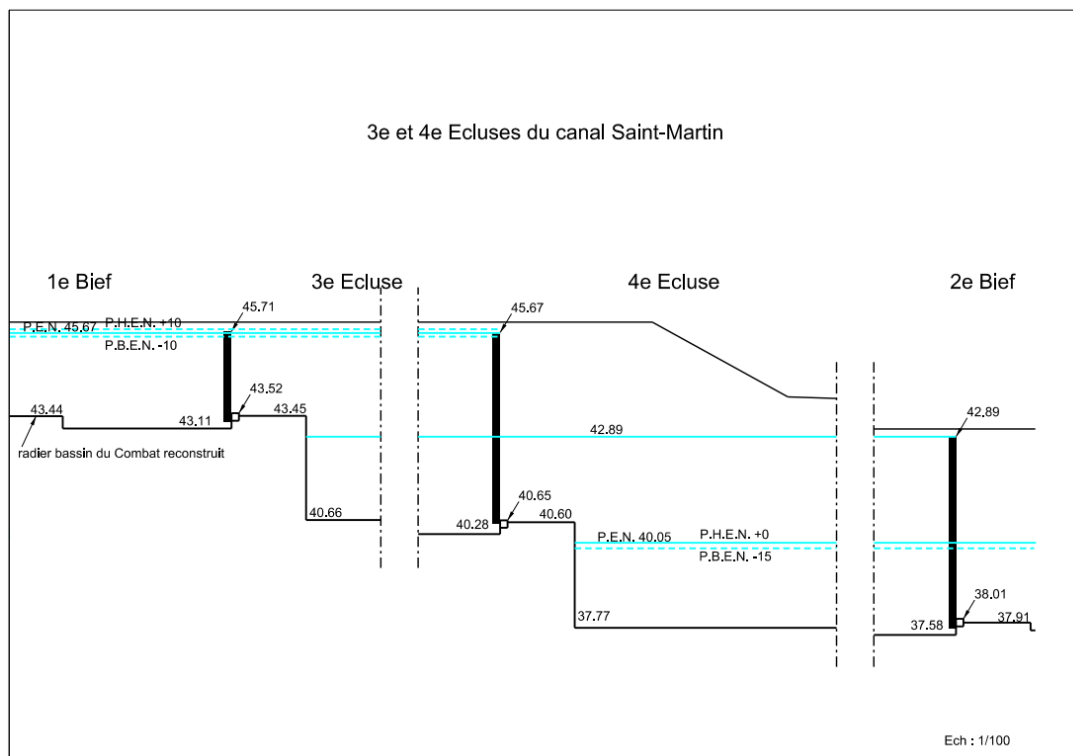 3e et 4e Ecluses du canal Saint-Martin
1e Bief
3e Ecluse
4e Ecluse
2e Bief
45.71
45.67
P.E.N. 45.67
P.H.E.N. +10
P.B.E.N. -10
43.52
43.44
43.11
43.45
42.89
42.89
radier bassin du Combat reconstruit
40.65
40.66
40.28
40.60
P.E.N. 40.05
P.H.E.N. +0
P.B.E.N. -15
38.01
37.77
37.58
37.91
Ech : 1/100